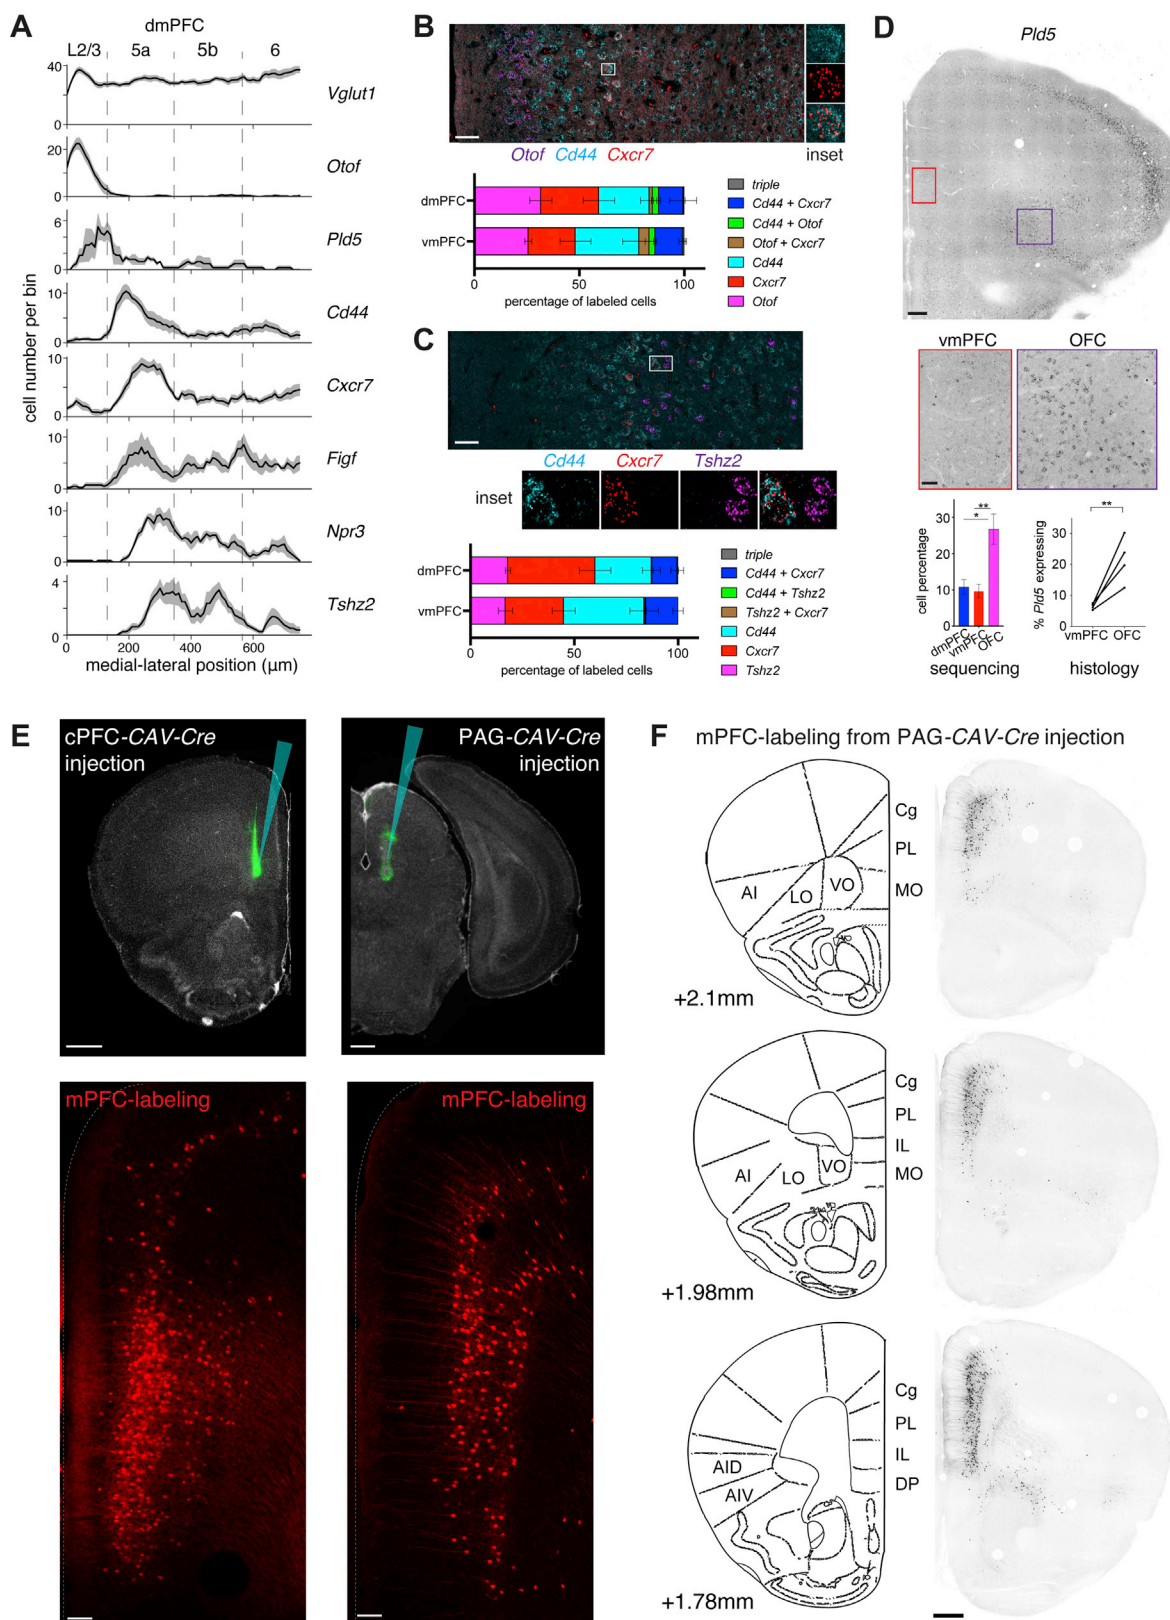 A
dmPFC
L2/3 5a 5b 6
40
0
Vglut1
20
0
Otof
6
0
Pld5
10
0
Cd44
10
0
Cxcr7
10
0
Figf
10
0
Npr3
4
0
Tshz2
cell number per bin
0 200 400 600
medial-lateral position (µm)
B
Otof Cd44 Cxcr7
inset
dmPFC
vmPFC
0 50 100
percentage of labeled cells
triple
Cd44 + Cxcr7
Cd44 + Otof
Otof + Cxcr7
Cd44
Cxcr7
Otof
C
Cd44 Cxcr7 Tshz2
inset
dmPFC
vmPFC
0 50 100
percentage of labeled cells
triple
Cd44 + Cxcr7
Cd44 + Tshz2
Tshz2 + Cxcr7
Cd44
Cxcr7
Tshz2
D
Pld5
vmPFC OFC
cell percentage
30
20
10
0
*
**
dmPFC
vmPFC
OFC
sequencing
% Pld5 expressing
40
30
20
10
0
**
vmPFC OFC
histology
E
cPFC-CAV-Cre
injection
PAG-CAV-Cre
injection
mPFC-labeling
mPFC-labeling
F mPFC-labeling from PAG-CAV-Cre injection
Cg
PL
MO
AI
LO
VO
+2.1mm
Cg
PL
IL
MO
AI
LO
VO
+1.98mm
Cg
PL
IL
DP
AID
AIV
+1.78mm